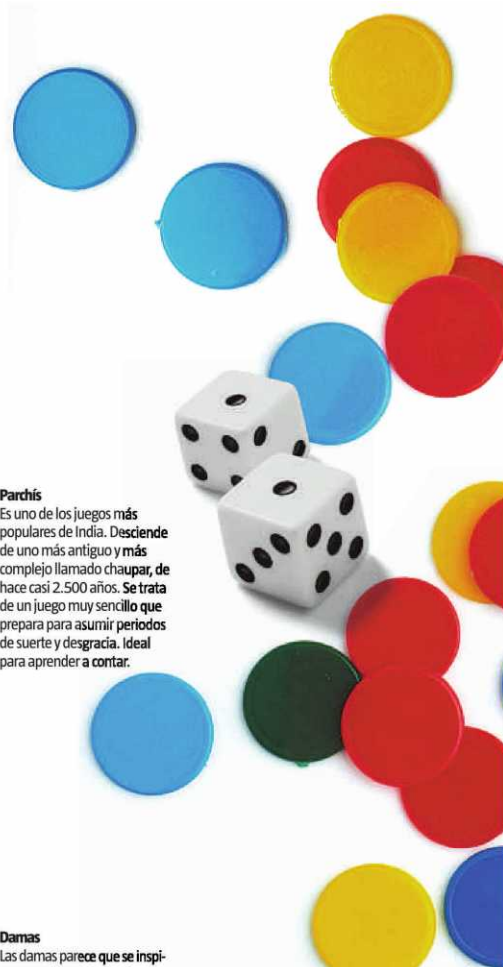 Parchís
Es uno de los juegos más
populares de India. Desciende
de uno más antiguo y más
complejo llamado chaupar, de
hace casi 2.500 años. Se trata
de un juego muy sencillo que
prepara para asumir periodos
de suerte y desgracia. Ideal
para aprender a contar.
Damas
Las damas parece que se inspi-